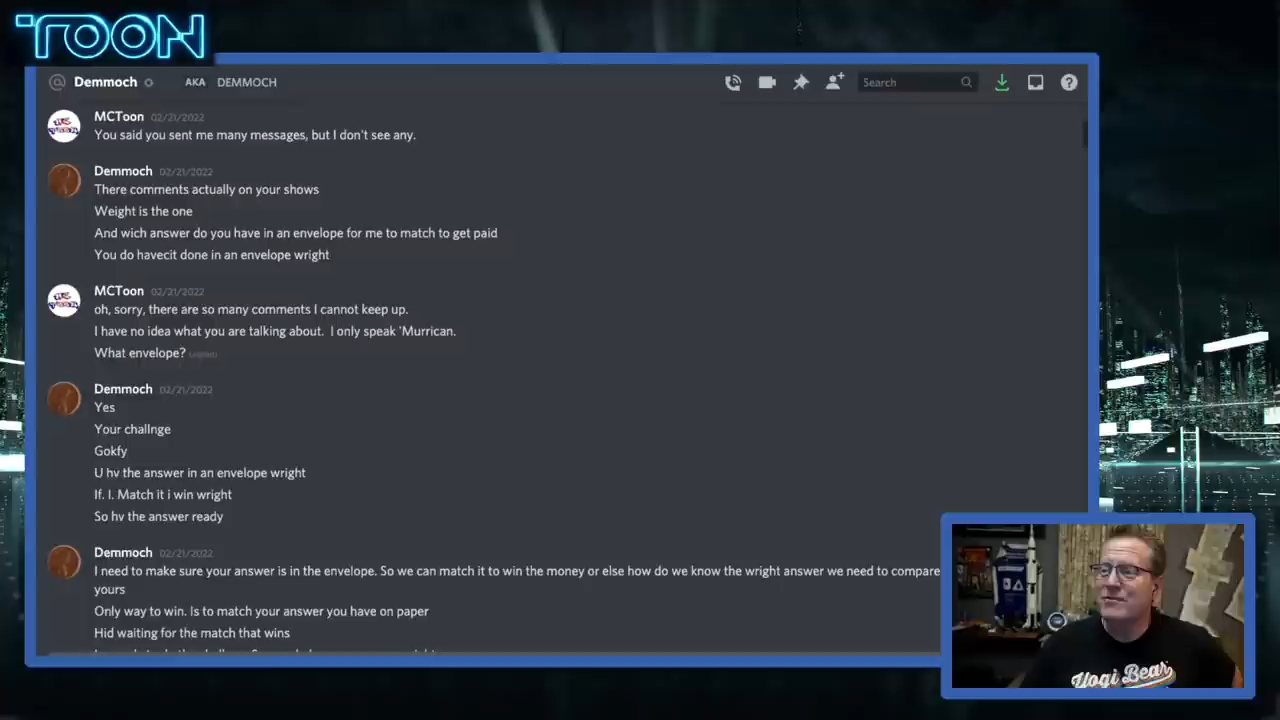 TOON
Demmoch AKA DEMMOCH Search
MCToon 02/21/2022
You said you sent me many messages, but I don't see any.
Demmoch 02/21/2022
There comments actually on your shows
Weight is the one
And wich answer do you have in an envelope for me to match to get paid
You do havecit done in an envelope wright
MCToon 02/21/2022
oh, sorry, there are so many comments I cannot keep up.
I have no idea what you are talking about. I only speak 'Murrican.
What envelope? (edited)
Demmoch 02/21/2022
Yes
Your challnge
Gokfy
U hv the answer in an envelope wright
If. I. Match it i win wright
So hv the answer ready
Demmoch 02/21/2022
I need to make sure your answer is in the envelope. So we can match it to win the money or else how do we know the wright answer we need to compare
yours
Only way to win. Is to match your answer you have on paper
Hid waiting for the match that wins
Yogi Bear